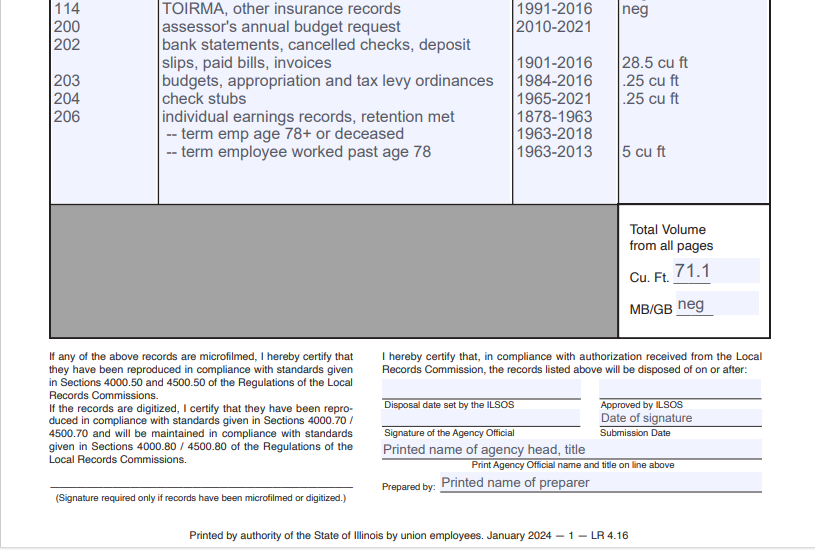 114 TOIRMA, other insurance records 1991-2016 neg
200 assessor's annual budget request 2010-2021
202 bank statements, cancelled checks, deposit
slips, paid bills, invoices 1901-2016 28.5 cu ft
203 budgets, appropriation and tax levy ordinances 1984-2016 .25 cu ft
204 check stubs 1965-2021 .25 cu ft
206 individual earnings records, retention met 1878-1963
-- term emp age 78+ or deceased 1963-2018
-- term employee worked past age 78 1963-2013 5 cu ft
Total Volume
from all pages
Cu. Ft. 71.1
MB/GB neg
If any of the above records are microfilmed, I hereby certify that
they have been reproduced in compliance with standards given
in Sections 4000.50 and 4500.50 of the Regulations of the Local
Records Commissions.
If the records are digitized, I certify that they have been repro-
duced in compliance with standards given in Sections 4000.70 /
4500.70 and will be maintained in compliance with standards
given in Sections 4000.80 / 4500.80 of the Regulations of the
Local Records Commissions.
(Signature required only if records have been microfilmed or digitized.)
I hereby certify that, in compliance with authorization received from the Local
Records Commission, the records listed above will be disposed of on or after:
Disposal date set by the ILSOS Approved by ILSOS
Date of signature
Signature of the Agency Official Submission Date
Printed name of agency head, title
Print Agency Official name and title on line above
Prepared by: Printed name of preparer
Printed by authority of the State of Illinois by union employees. January 2024 — 1 — LR 4.16